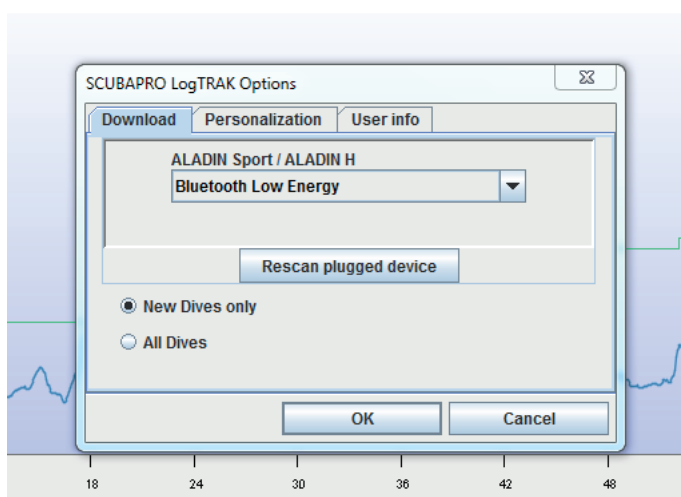 SCUBAPRO LogTRAK Options
Download Personalization User info
ALADIN Sport / ALADIN H
Bluetooth Low Energy
Rescan plugged device
New Dives only
All Dives
OK Cancel
18 24 30 36 42 48